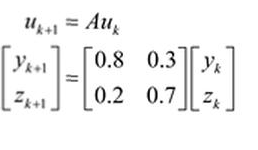 u_{k+1} = Au_k
[y_{k+1}] = [0.8 0.3] [y_k]
[z_{k+1}] [0.2 0.7] [z_k]